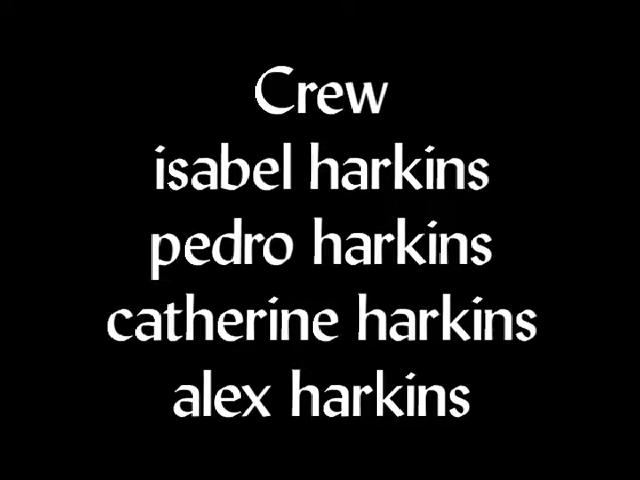 Crew
isabel harkins
pedro harkins
catherine harkins
alex harkins